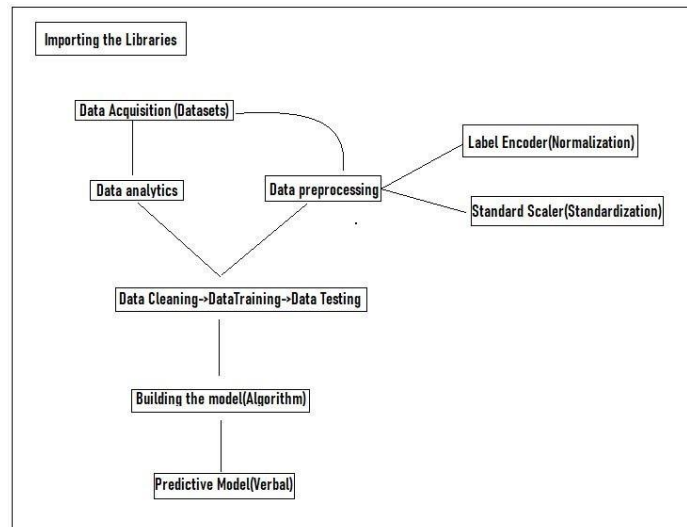 Importing the Libraries
Data Acquisition (Datasets)
Label Encoder(Normalization)
Data analytics
Data preprocessing
Standard Scaler(Standardization)
Data Cleaning->DataTraining->Data Testing
Building the model(Algorithm)
Predictive Model(Verbal)